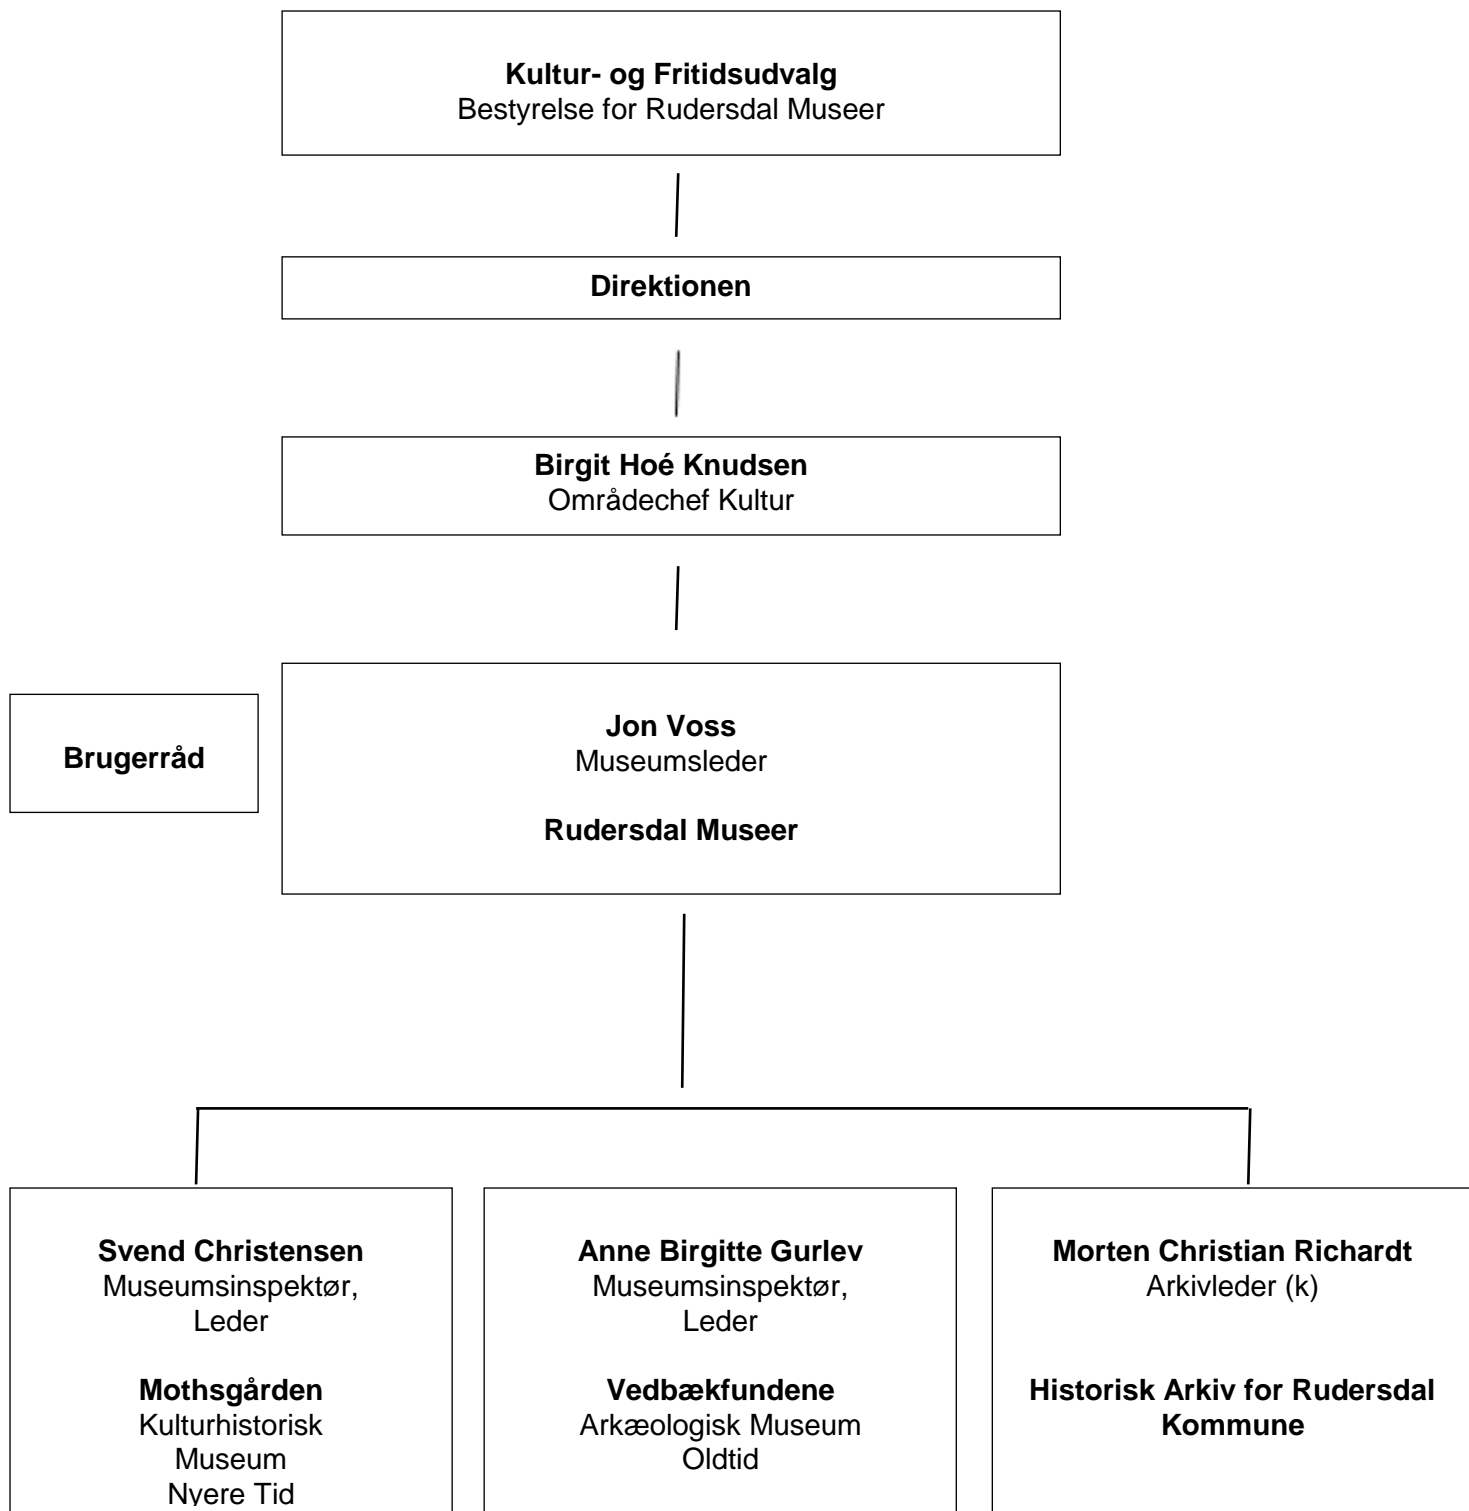 Kultur- og Fritidsudvalg
Bestyrelse for Rudersdal Museer
Direktionen
Birgit Hoé Knudsen
Områdechef Kultur
Brugerråd
Jon Voss
Museumsleder
Rudersdal Museer
Svend Christensen
Museumsinspektør,
Leder
Mothsgården
Kulturhistorisk
Museum
Nyere Tid
Anne Birgitte Gurlev
Museumsinspektør,
Leder
Vedbækfundene
Arkæologisk Museum
Oldtid
Morten Christian Richardt
Arkivleder (k)
Historisk Arkiv for Rudersdal
Kommune